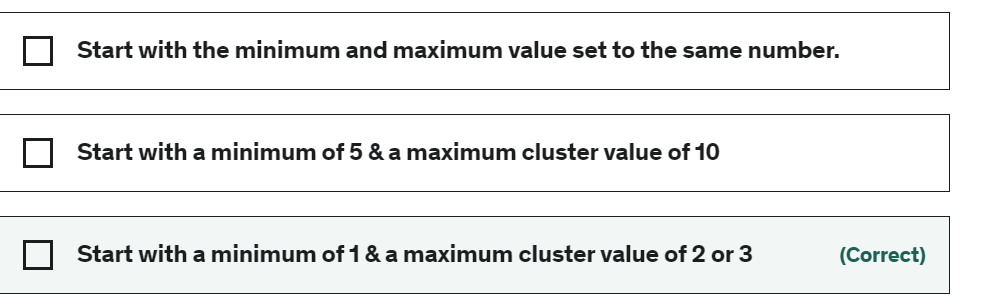 Start with the minimum and maximum value set to the same number.
Start with a minimum of 5 & a maximum cluster value of 10
Start with a minimum of 1 & a maximum cluster value of 2 or 3 (Correct)